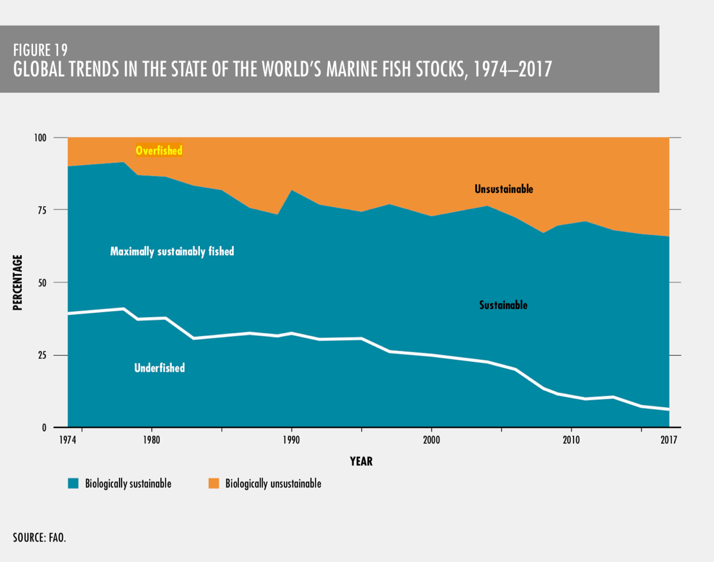 FIGURE 19
GLOBAL TRENDS IN THE STATE OF THE WORLD'S MARINE FISH STOCKS, 1974–2017
100
Overfished
Unsustainable
75
Maximally sustainably fished
PERCENTAGE
50
Sustainable
25
Underfished
0
1974 1980 1990 2000 2010 2017
YEAR
Biologically sustainable Biologically unsustainable
SOURCE: FAO.